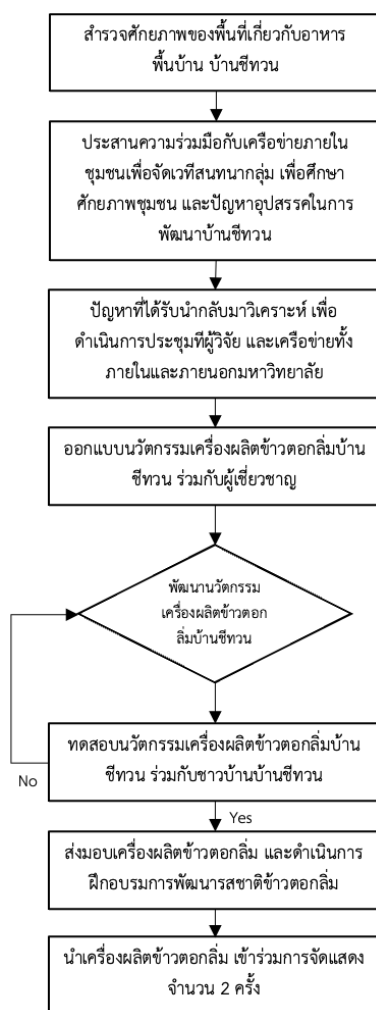 สำรวจศักยภาพของพื้นที่เกี่ยวกับอาหาร
พื้นบ้าน บ้านชีทวน
ประสานความร่วมมือกับเครือข่ายภายใน
ชุมชนเพื่อจัดเวทีสนทนากลุ่ม เพื่อศึกษา
ศักยภาพชุมชน และปัญหาอุปสรรคในการ
พัฒนาบ้านชีทวน
ปัญหาที่ได้รับนำกลับมาวิเคราะห์ เพื่อ
ดำเนินการประชุมทีผู้วิจัย และเครือข่ายทั้ง
ภายในและภายนอกมหาวิทยาลัย
ออกแบบนวัตกรรมเครื่องผลิตข้าวตอกลิ่มบ้าน
ชีทวน ร่วมกับผู้เชี่ยวชาญ
พัฒนานวัตกรรม
เครื่องผลิตข้าวตอก
ลิ่มบ้านชีทวน
ทดสอบนวัตกรรมเครื่องผลิตข้าวตอกลิ่มบ้าน
ชีทวน ร่วมกับชาวบ้านบ้านชีทวน
No
Yes
ส่งมอบเครื่องผลิตข้าวตอกลิ่ม และดำเนินการ
ฝึกอบรมการพัฒนารสชาติข้าวตอกลิ่ม
นำเครื่องผลิตข้าวตอกลิ่ม เข้าร่วมการจัดแสดง
จำนวน 2 ครั้ง